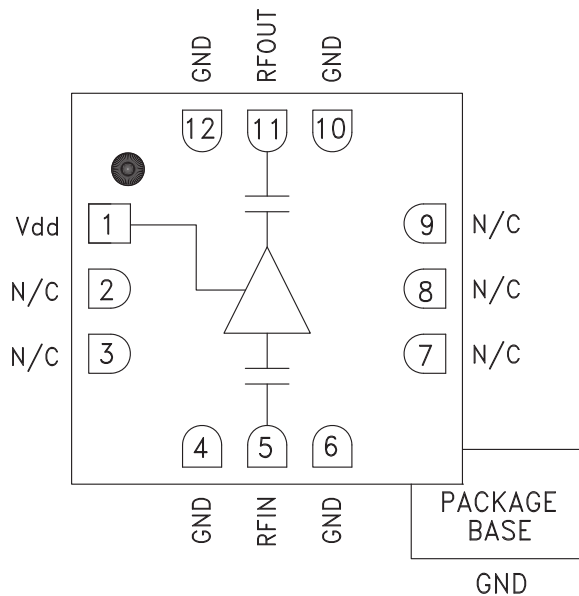 GND RFOUT GND
12 11 10
Vdd 1 9 N/C
N/C 2 8 N/C
N/C 3 7 N/C
4 5 6
GND RFIN GND
PACKAGE
BASE
GND